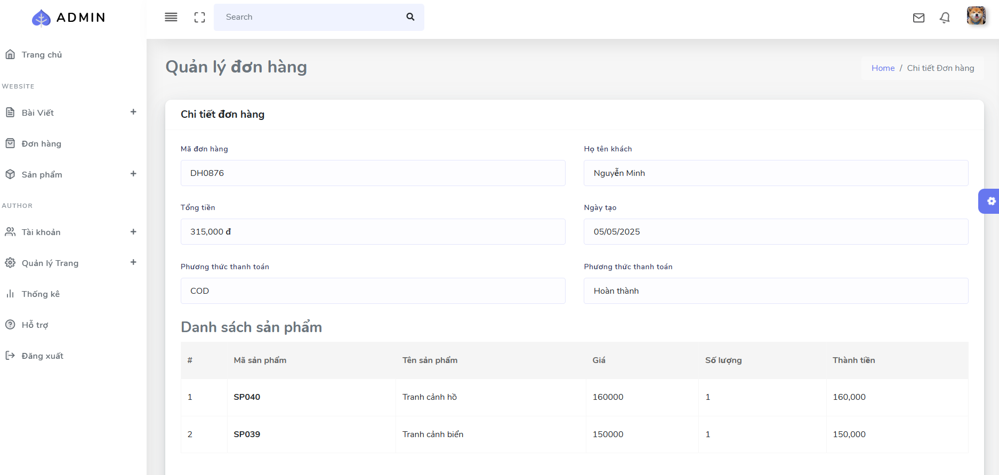 ADMIN
Search
Trang chủ
WEBSITE
Bài Viết
Đơn hàng
Sản phẩm
AUTHOR
Tài khoản
Quản lý Trang
Thống kê
Hỗ trợ
Đăng xuất
Quản lý đơn hàng
Home / Chi tiết Đơn hàng
Chi tiết đơn hàng
Mã đơn hàng
DH0876
Họ tên khách
Nguyễn Minh
Tổng tiền
315,000 đ
Ngày tạo
05/05/2025
Phương thức thanh toán
COD
Phương thức thanh toán
Hoàn thành
Danh sách sản phẩm
# Mã sản phẩm Tên sản phẩm Giá Số lượng Thành tiền
1 SP040 Tranh cảnh hồ 160000 1 160,000
2 SP039 Tranh cảnh biển 150000 1 150,000